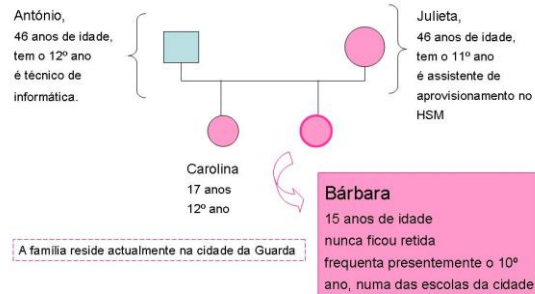 António,
46 anos de idade,
tem o 12º ano
é técnico de
informática.
Julieta,
46 anos de idade,
tem o 11º ano
é assistente de
aprovisionamento no
HSM
Carolina
17 anos
12º ano
Bárbara
15 anos de idade
nunca ficou retida
frequenta presentemente o 10º
ano, numa das escolas da cidade
A família reside actualmente na cidade da Guarda